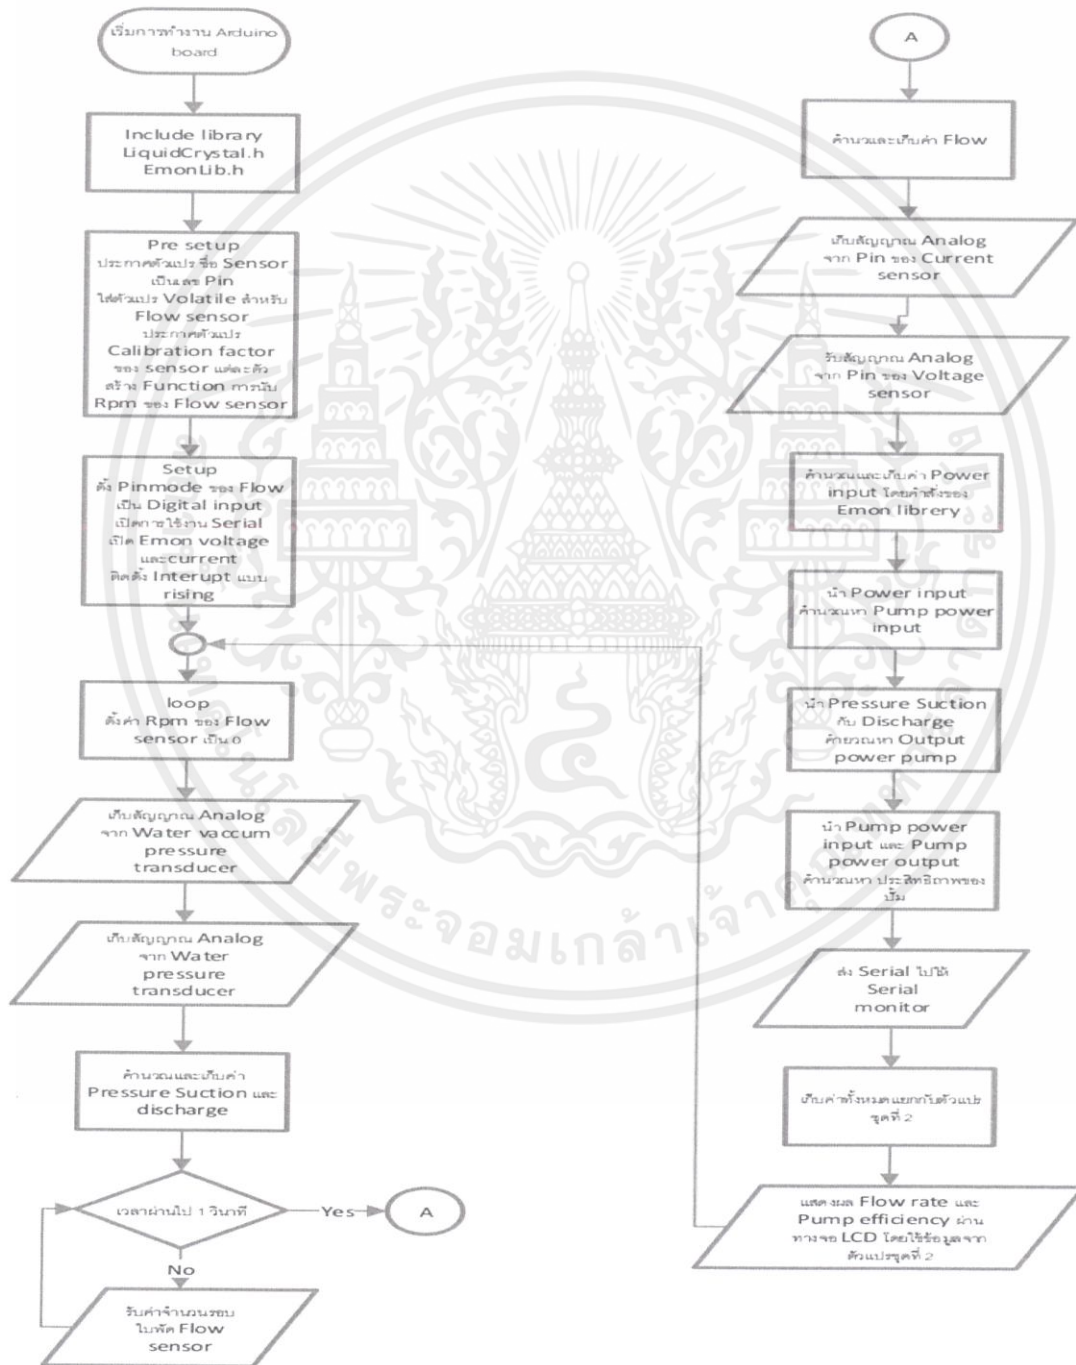 เริ่มการทำงาน Arduino
board
Include library
LiquidCrystal.h
EmonLib.h
Pre setup
ประกาศตัวแปร ชื่อ Sensor
เป็นเลข Pin
ใส่ตัวแปร Volatile สำหรับ
Flow sensor
ประกาศตัวแปร
Calibration factor
ของ sensor แต่ละตัว
สร้าง Function การนับ
Rpm ของ Flow sensor
Setup
ตั้ง Pinmode ของ Flow
เป็น Digital input
เปิดการใช้งาน Serial
เปิด Emon voltage
และcurrent
ติดตั้ง Interupt แบบ
rising
loop
ตั้งค่า Rpm ของ Flow
sensor เป็น 0
เก็บสัญญาณ Analog
จาก Water vaccum
pressure
transducer
เก็บสัญญาณ Analog
จาก Water
pressure
transducer
คำนวณและเก็บค่า
Pressure Suction และ
discharge
เวลาผ่านไป 1 วินาที
Yes
A
No
รับค่าจำนวนรอบ
ใบพัด Flow
sensor
A
คำนวและเก็บค่า Flow
เก็บสัญญาณ Analog
จาก Pin ของ Current
sensor
รับสัญญาณ Analog
จาก Pin ของ Voltage
sensor
คำนวณและเก็บค่า Power
input โดยคำสั่งของ
Emon librery
นำ Power input
คำนวณหา Pump power
input
นำ Pressure Suction
กับ Discharge
คำยวณหา Output
power pump
นำ Pump power
input และ Pump
power output
คำนวณหา ประสิทธิภาพของ
ปั้ม
ส่ง Serial ไปให้
Serial
monitor
เก็บค่าทั้งหมดแยกกับตัวแปร
ชุดที่ 2
แสดงผล Flow rate และ
Pump efficiency ผ่าน
ทางจอ LCD โดยใช้ข้อมูลจาก
ตัวแปรชุดที่ 2
พระจอมเกล้าเจ้าคุณทหาร